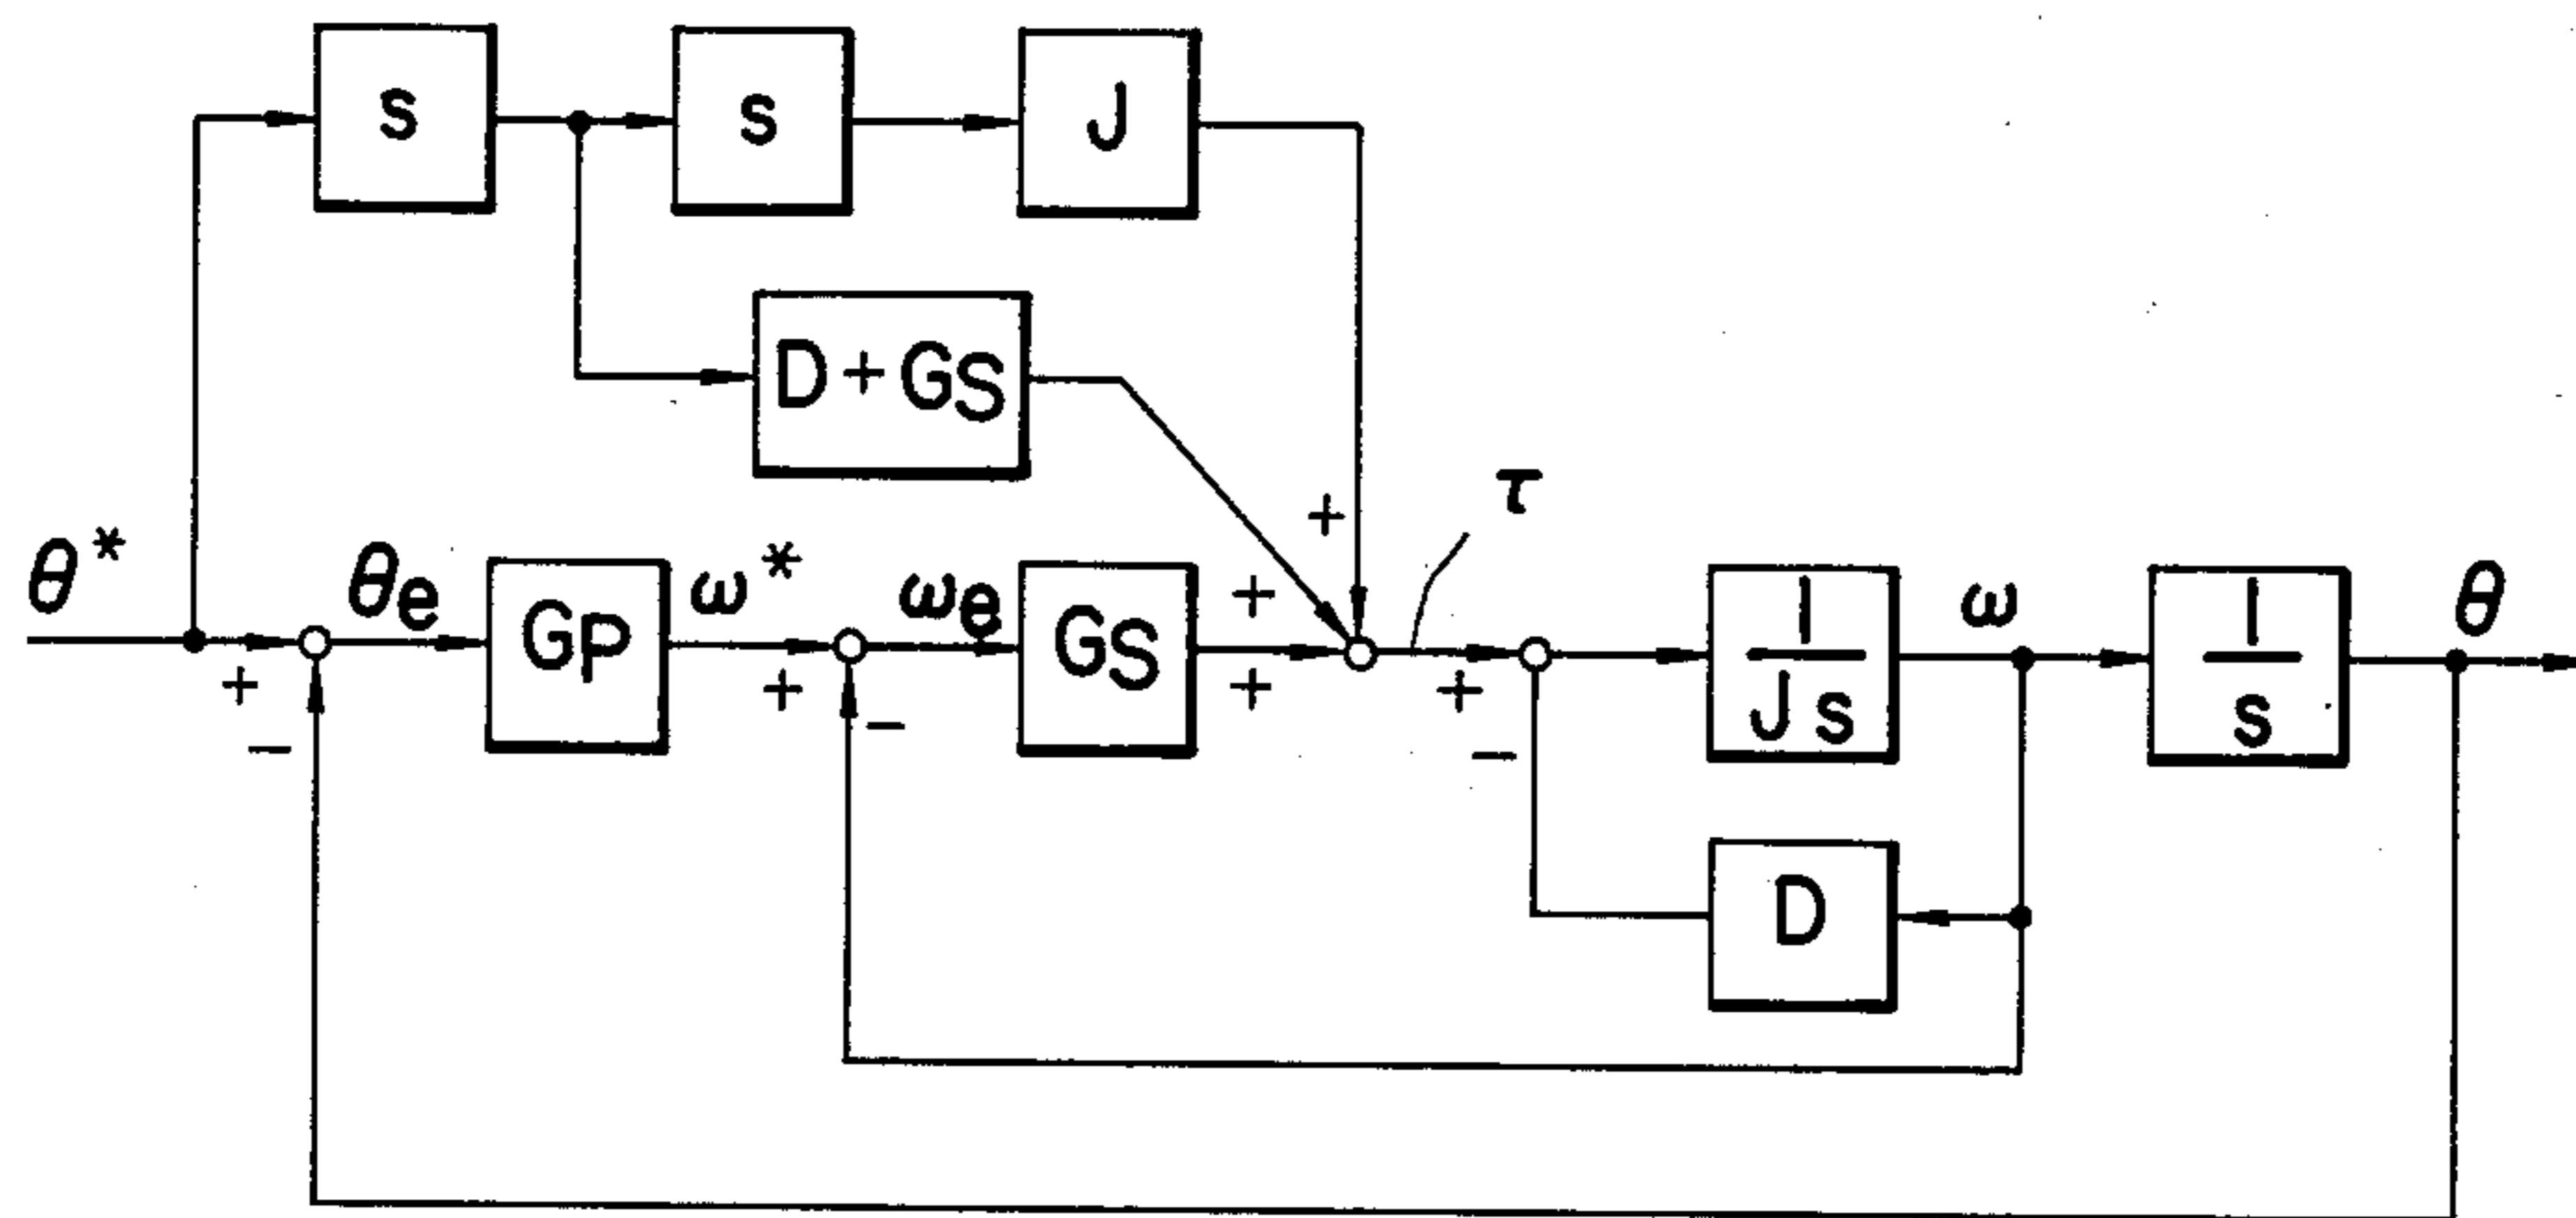 s s J
D+GS
τ
θ* θe GP ω* ωe GS 1/Js ω 1/s θ
+ + + + + +
- - -
D